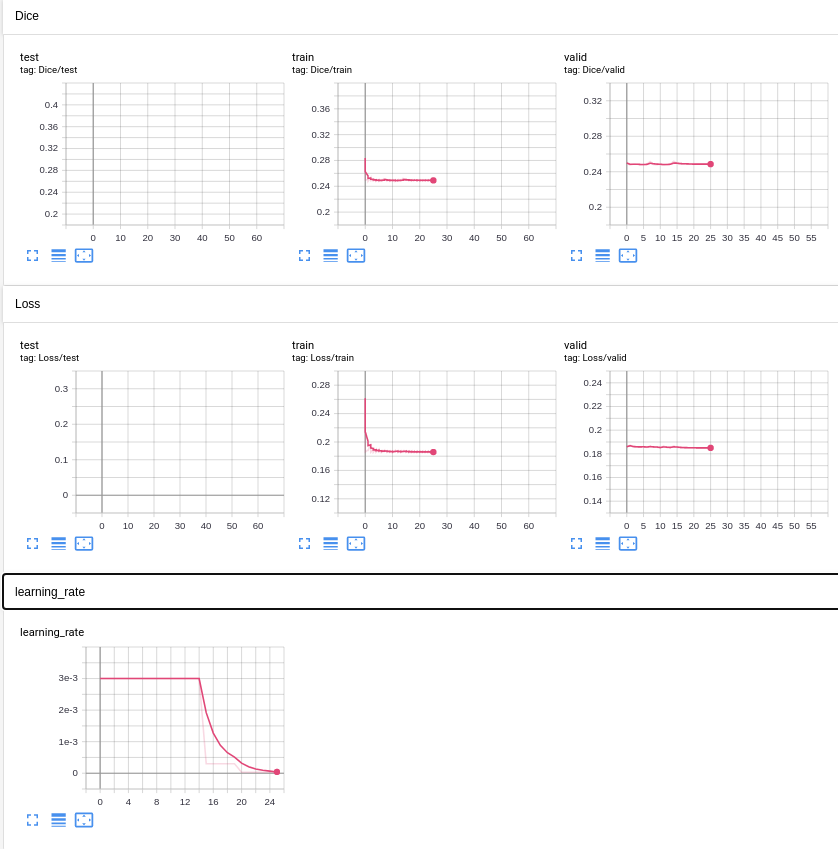 Dice
test
tag: Dice/test
0.4
0.36
0.32
0.28
0.24
0.2
0 10 20 30 40 50 60
train
tag: Dice/train
0.36
0.32
0.28
0.24
0.2
0 10 20 30 40 50 60
valid
tag: Dice/valid
0.32
0.28
0.24
0.2
0 5 10 15 20 25 30 35 40 45 50 55
Loss
test
tag: Loss/test
0.3
0.2
0.1
0
0 10 20 30 40 50 60
train
tag: Loss/train
0.28
0.24
0.2
0.16
0.12
0 10 20 30 40 50 60
valid
tag: Loss/valid
0.24
0.22
0.2
0.18
0.16
0.14
0 5 10 15 20 25 30 35 40 45 50 55
learning_rate
learning_rate
3e-3
2e-3
1e-3
0
0 4 8 12 16 20 24